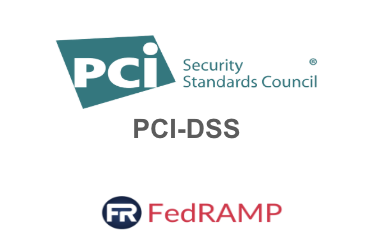 PCi Security
Standards Council ®
PCI-DSS
FR FedRAMP